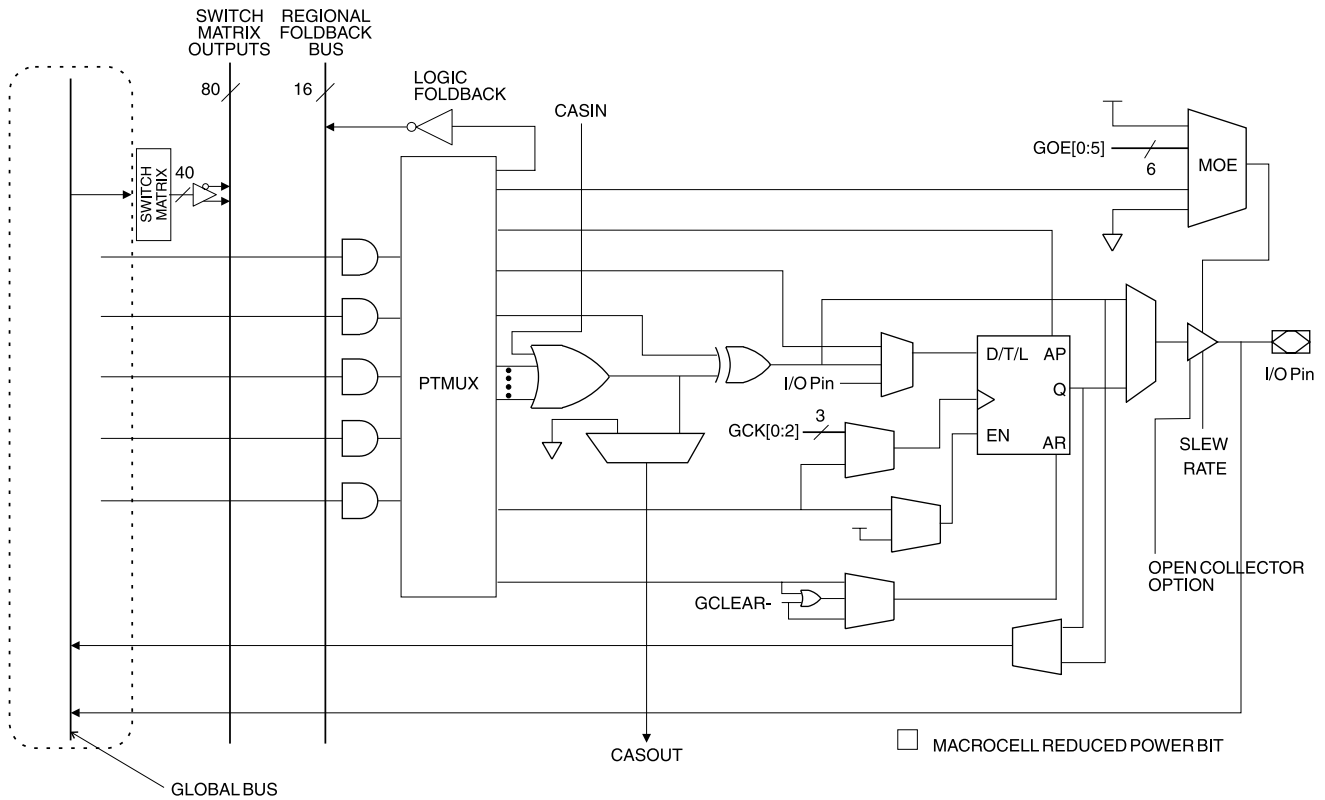 SWITCH
MATRIX
OUTPUTS
REGIONAL
FOLDBACK
BUS
80
16
LOGIC
FOLDBACK
CASIN
GOE[0:5]
6
MOE
SWITCH
MATRIX
40
PTMUX
D/T/L
AP
Q
EN
AR
I/O Pin
I/O Pin
GCK[0:2]
3
SLEW
RATE
OPEN COLLECTOR
OPTION
GCLEAR-
CASOUT
MACROCELL REDUCED POWER BIT
GLOBAL BUS